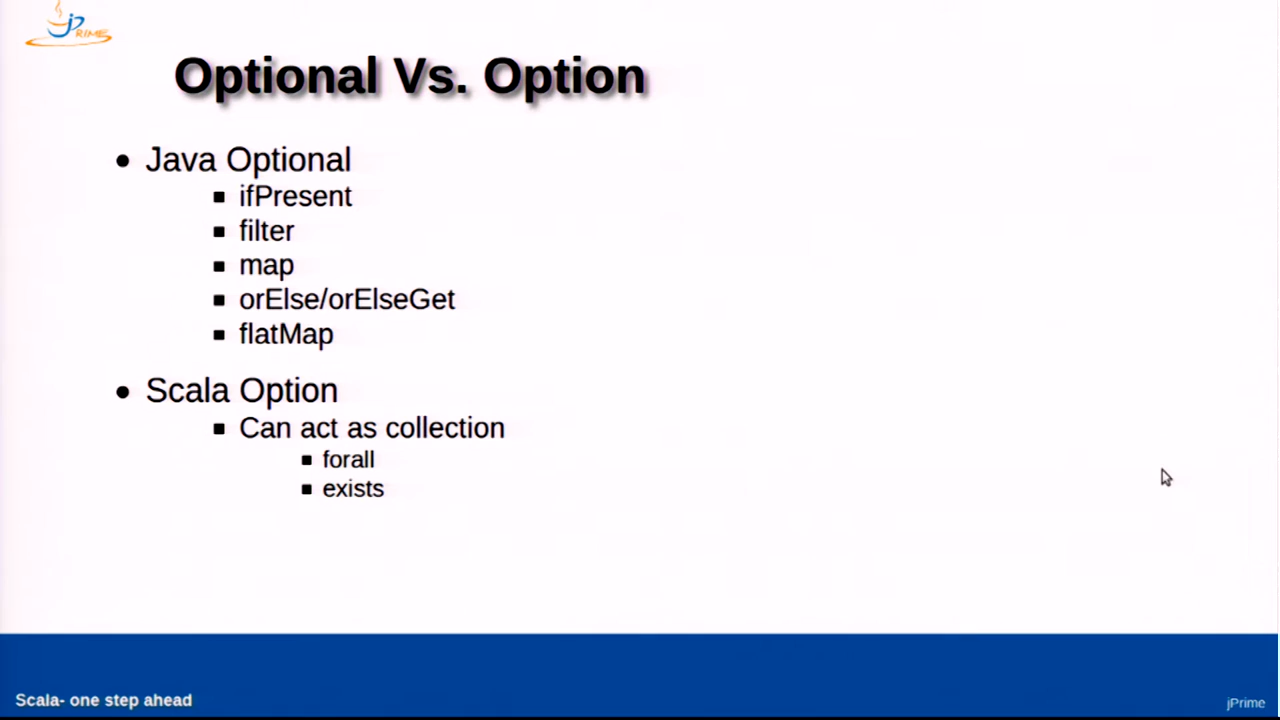 jPRIME
Optional Vs. Option
Java Optional
ifPresent
filter
map
orElse/orElseGet
flatMap
Scala Option
Can act as collection
forall
exists
Scala- one step ahead
jPrime